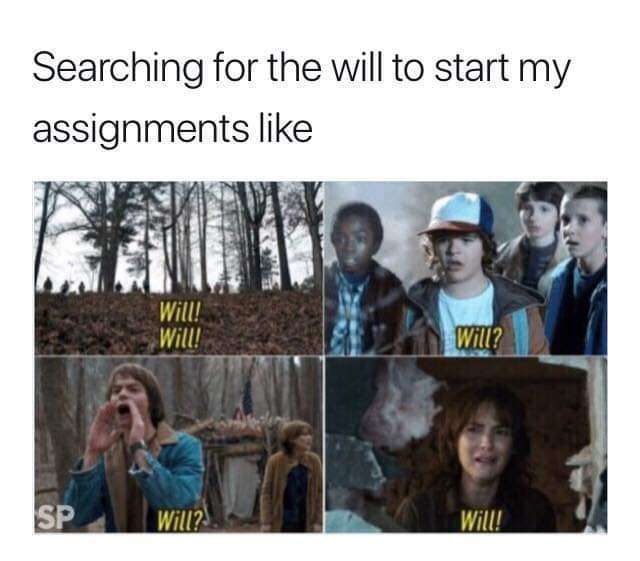 Searching for the will to start my
assignments like
Will!
Will!
Will?
Will?
Will!
SP